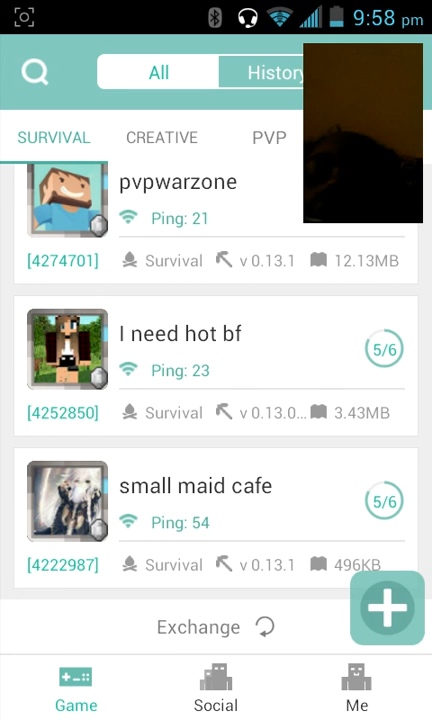 9:58 pm
All
History
SURVIVAL
CREATIVE
PVP
pvpwarzone
Ping: 21
[4274701]
Survival
v 0.13.1
12.13MB
I need hot bf
Ping: 23
5/6
[4252850]
Survival
v 0.13.0...
3.43MB
small maid cafe
Ping: 54
5/6
[4222987]
Survival
v 0.13.1
496KB
Exchange
Game
Social
Me